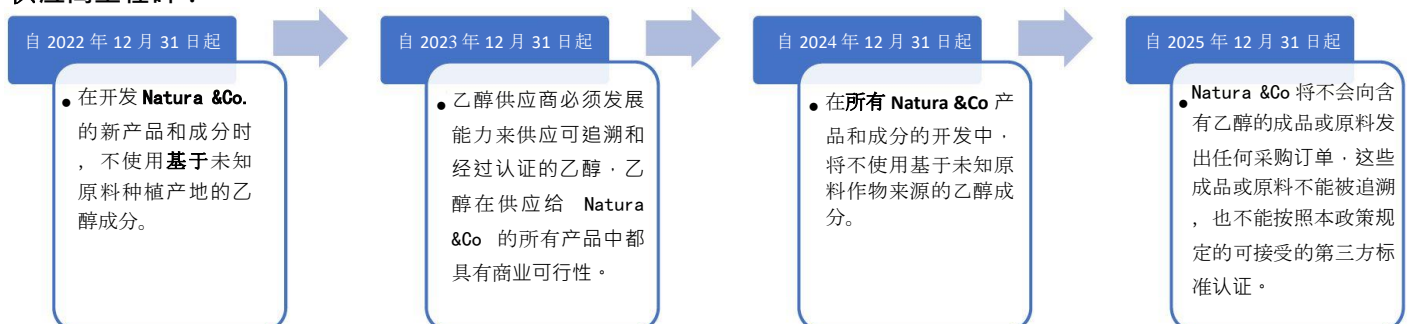 自 2022 年 12 月 31 日起
• 在开发 Natura &Co.
的新产品和成分时
，不使用基于未知
原料种植产地的乙
醇成分。
自 2023 年 12 月 31 日起
• 乙醇供应商必须发展
能力来供应可追溯和
经过认证的乙醇，乙
醇在供应给 Natura
&Co 的所有产品中都
具有商业可行性。
自 2024 年 12 月 31 日起
• 在所有 Natura &Co 产
品和成分的开发中，
将不使用基于未知原
料作物来源的乙醇成
分。
自 2025 年 12 月 31 日起
• Natura &Co 将不会向含
有乙醇的成品或原料发
出任何采购订单，这些
成品或原料不能被追溯
，也不能按照本政策规
定的可接受的第三方标
准认证。